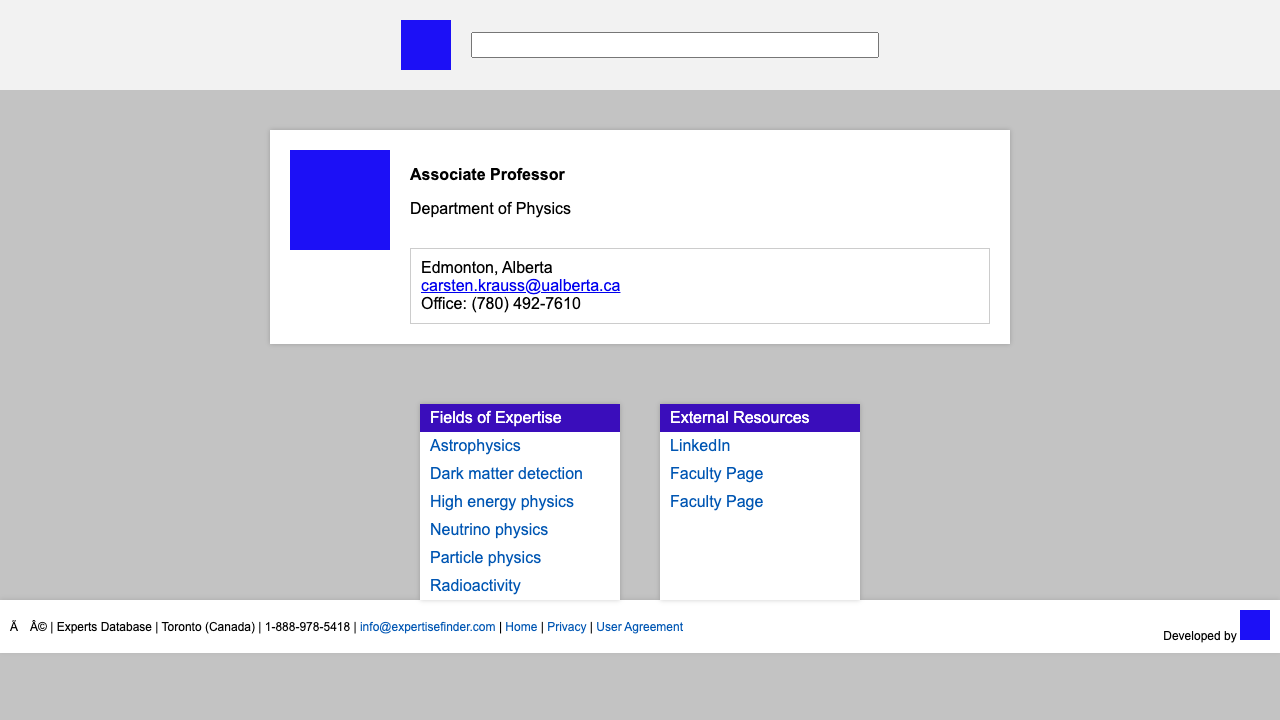 Associate Professor
Department of Physics
Edmonton, Alberta
carsten.krauss@ualberta.ca
Office: (780) 492-7610
Fields of Expertise
Astrophysics
Dark matter detection
High energy physics
Neutrino physics
Particle physics
Radioactivity
External Resources
LinkedIn
Faculty Page
Faculty Page
Ä Â© | Experts Database | Toronto (Canada) | 1-888-978-5418 | info@expertisefinder.com | Home | Privacy | User Agreement
Developed by